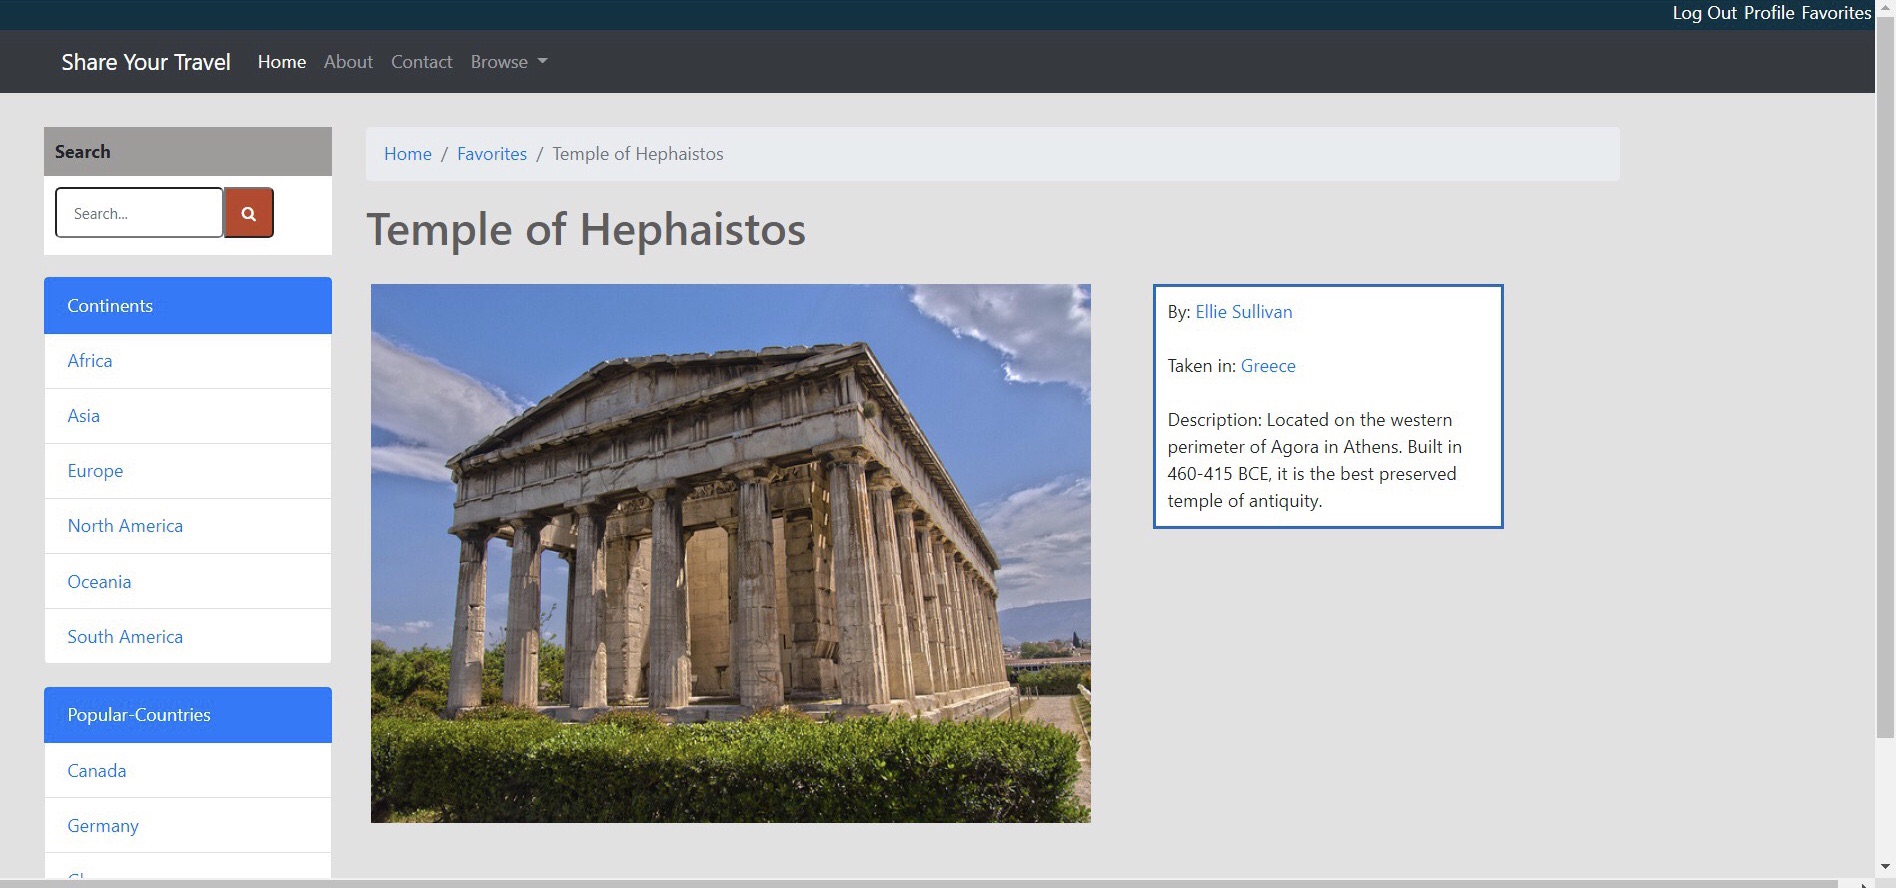 Log Out Profile Favorites
Share Your Travel Home About Contact Browse
Search
Search...
Continents
Africa
Asia
Europe
North America
Oceania
South America
Popular-Countries
Canada
Germany
Home / Favorites / Temple of Hephaistos
Temple of Hephaistos
By: Ellie Sullivan
Taken in: Greece
Description: Located on the western
perimeter of Agora in Athens. Built in
460-415 BCE, it is the best preserved
temple of antiquity.